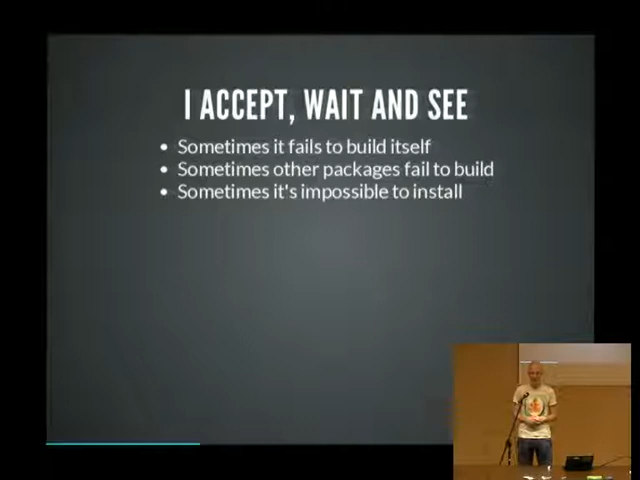 I ACCEPT, WAIT AND SEE
Sometimes it fails to build itself
Sometimes other packages fail to build
Sometimes it's impossible to install